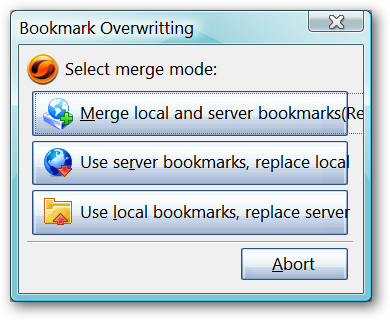 Bookmark Overwritting
Select merge mode:
Merge local and server bookmarks(Re
Use server bookmarks, replace local
Use local bookmarks, replace server
Abort